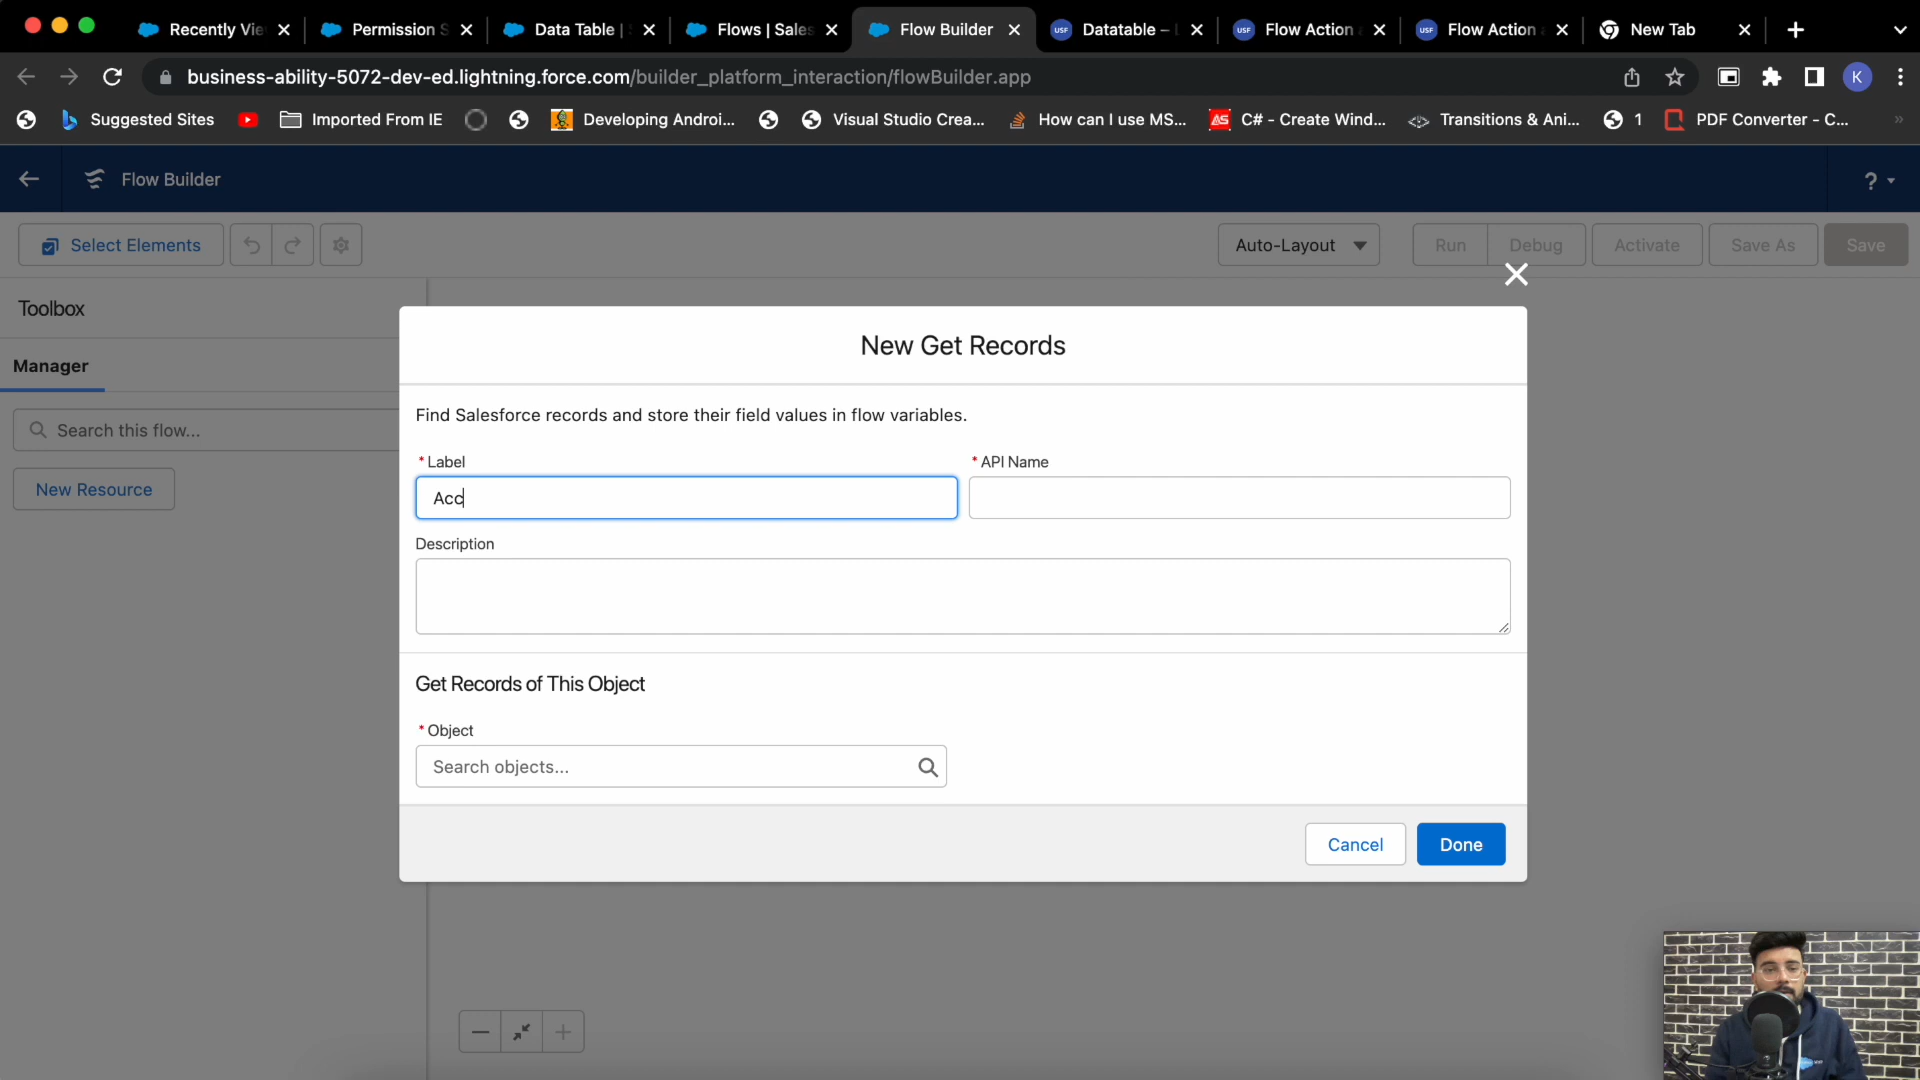 Recently Vie
Permission S
Data Table |
Flows | Sales
Flow Builder
Datatable – L
Flow Action
Flow Action
New Tab
business-ability-5072-dev-ed.lightning.force.com/builder_platform_interaction/flowBuilder.app
K
Suggested Sites
Imported From IE
Developing Androi...
Visual Studio Crea...
How can I use MS...
C# - Create Wind...
Transitions & Ani...
1
PDF Converter - C...
»
Flow Builder
?
Select Elements
Auto-Layout
Run
Debug
Activate
Save As
Save
Toolbox
Manager
Search this flow...
New Resource
New Get Records
Find Salesforce records and store their field values in flow variables.
* Label
* API Name
Acc
Description
Get Records of This Object
* Object
Search objects...
Cancel
Done